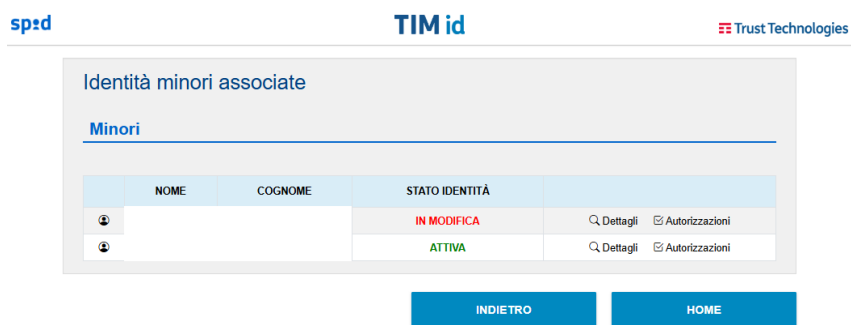 spid TIM id Trust Technologies
Identità minori associate
Minori
NOME COGNOME STATO IDENTITÀ
IN MODIFICA Dettagli Autorizzazioni
ATTIVA Dettagli Autorizzazioni
INDIETRO HOME